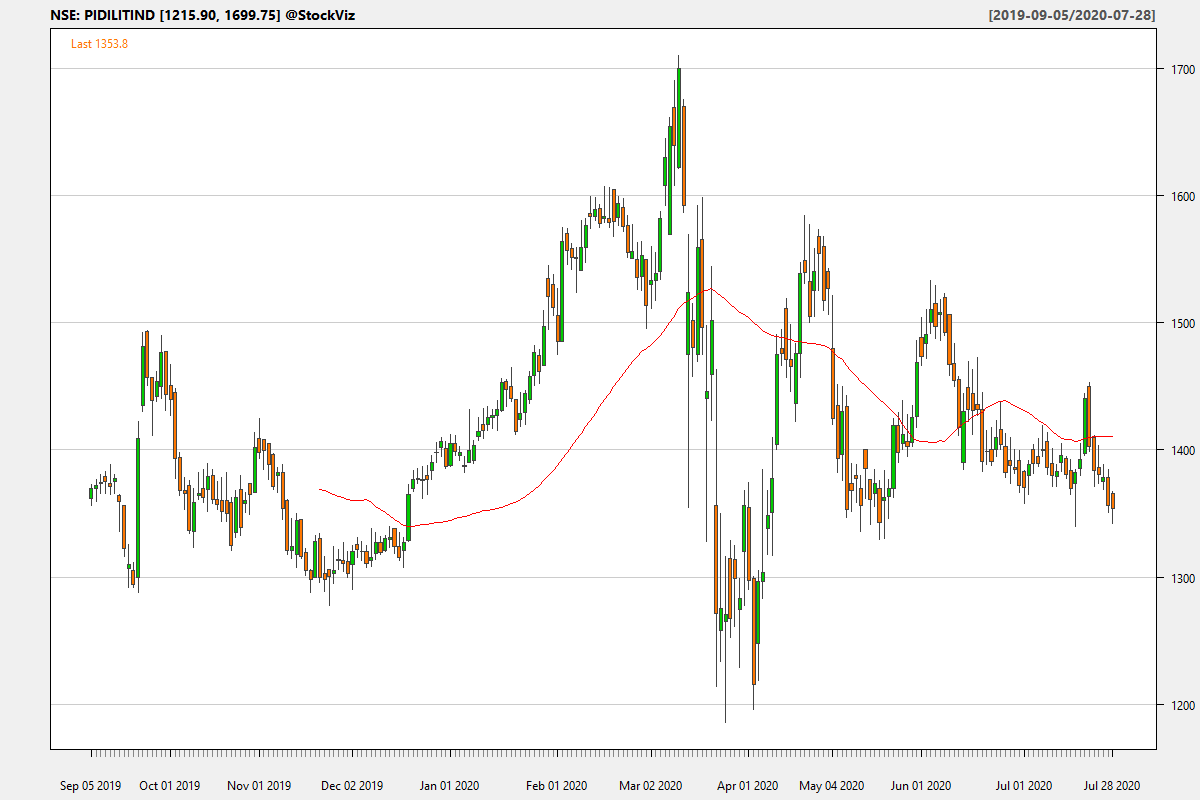 NSE: PIDILITIND [1215.90, 1699.75] @StockViz [2019-09-05/2020-07-28]
Last 1353.8
1700
1600
1500
1400
1300
1200
Sep 05 2019 Oct 01 2019 Nov 01 2019 Dec 02 2019 Jan 01 2020 Feb 01 2020 Mar 02 2020 Apr 01 2020 May 04 2020 Jun 01 2020 Jul 01 2020 Jul 28 2020